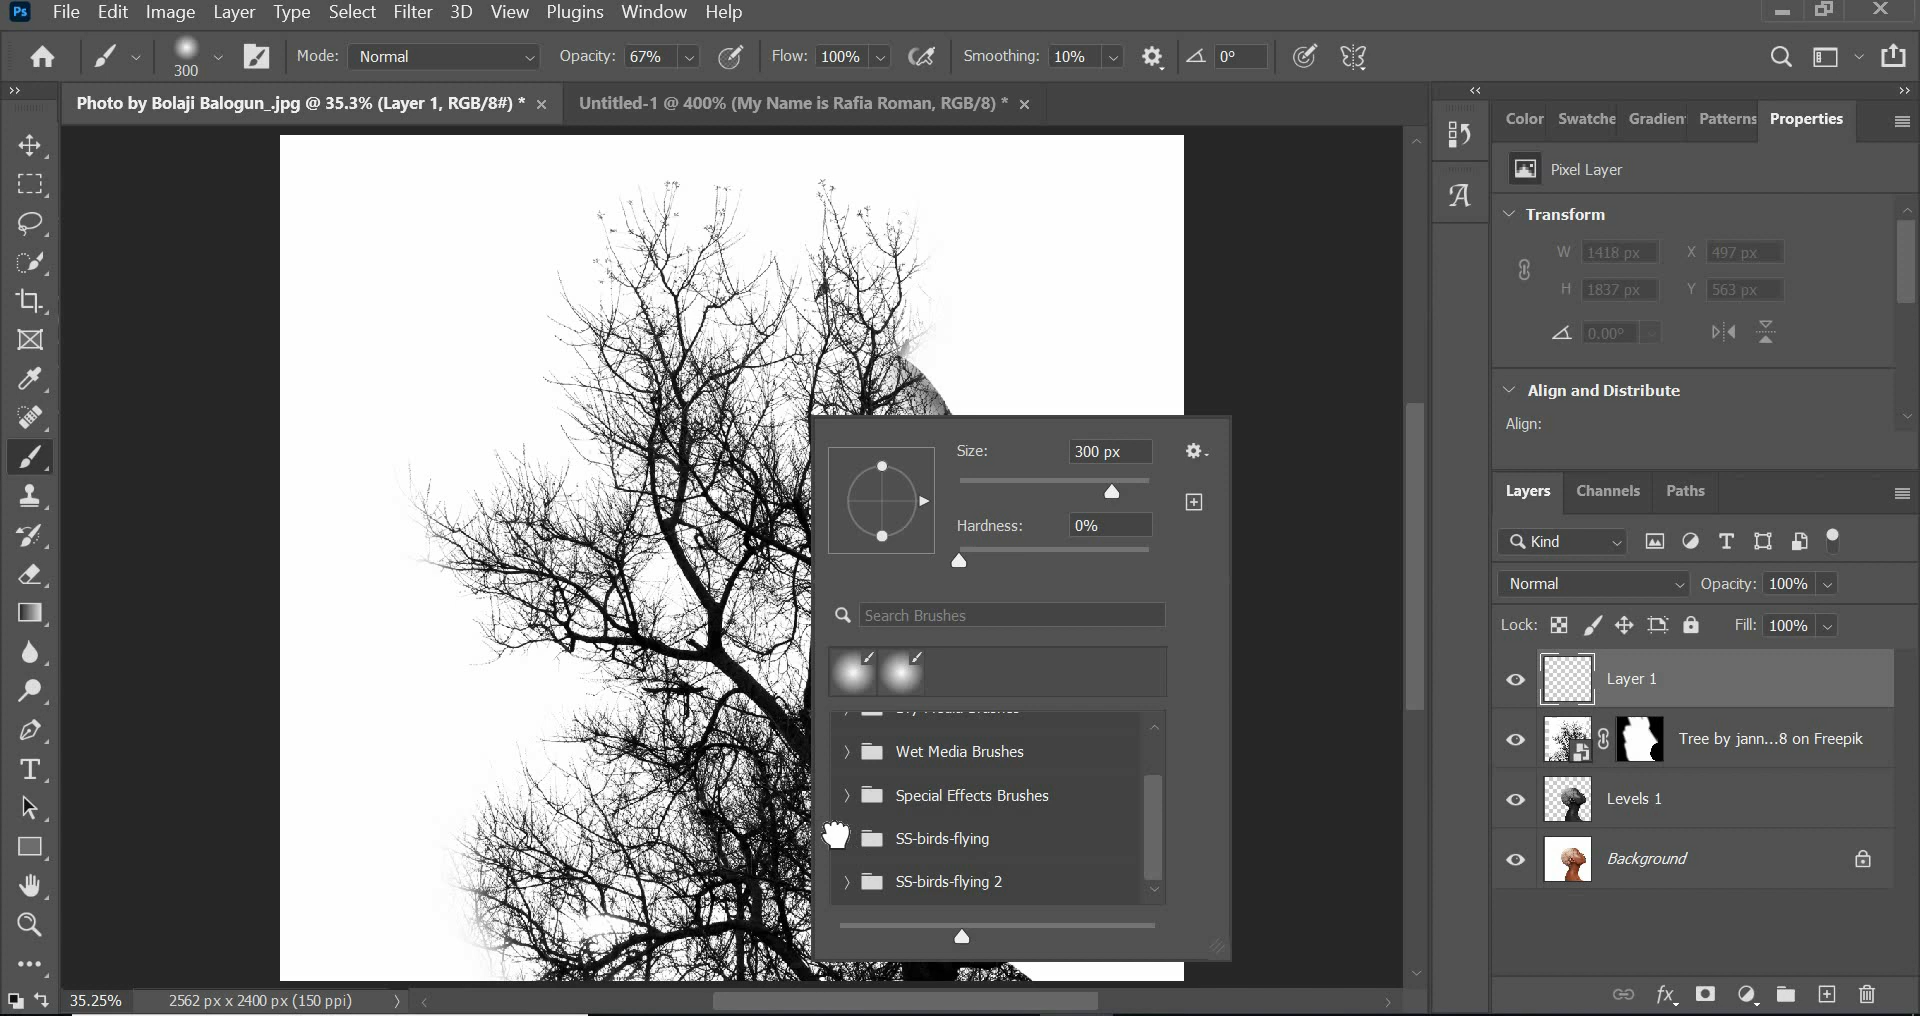 Ps File Edit Image Layer Type Select Filter 3D View Plugins Window Help
300 Mode: Normal Opacity: 67% Flow: 100% Smoothing: 10% 0°
Photo by Bolaji Balogun_.jpg @ 35.3% (Layer 1, RGB/8#) * Untitled-1 @ 400% (My Name is Rafia Roman, RGB/8) *
Color Swatche Gradien Patterns Properties
Pixel Layer
Transform
W 1418 px X 497 px
H 1837 px Y 563 px
0.00°
Align and Distribute
Align:
Size: 300 px
Hardness: 0%
Search Brushes
Wet Media Brushes
Special Effects Brushes
SS-birds-flying
SS-birds-flying 2
Layers Channels Paths
Kind
Normal Opacity: 100%
Lock: Fill: 100%
Layer 1
Tree by jann...8 on Freepik
Levels 1
Background
35.25% 2562 px x 2400 px (150 ppi)